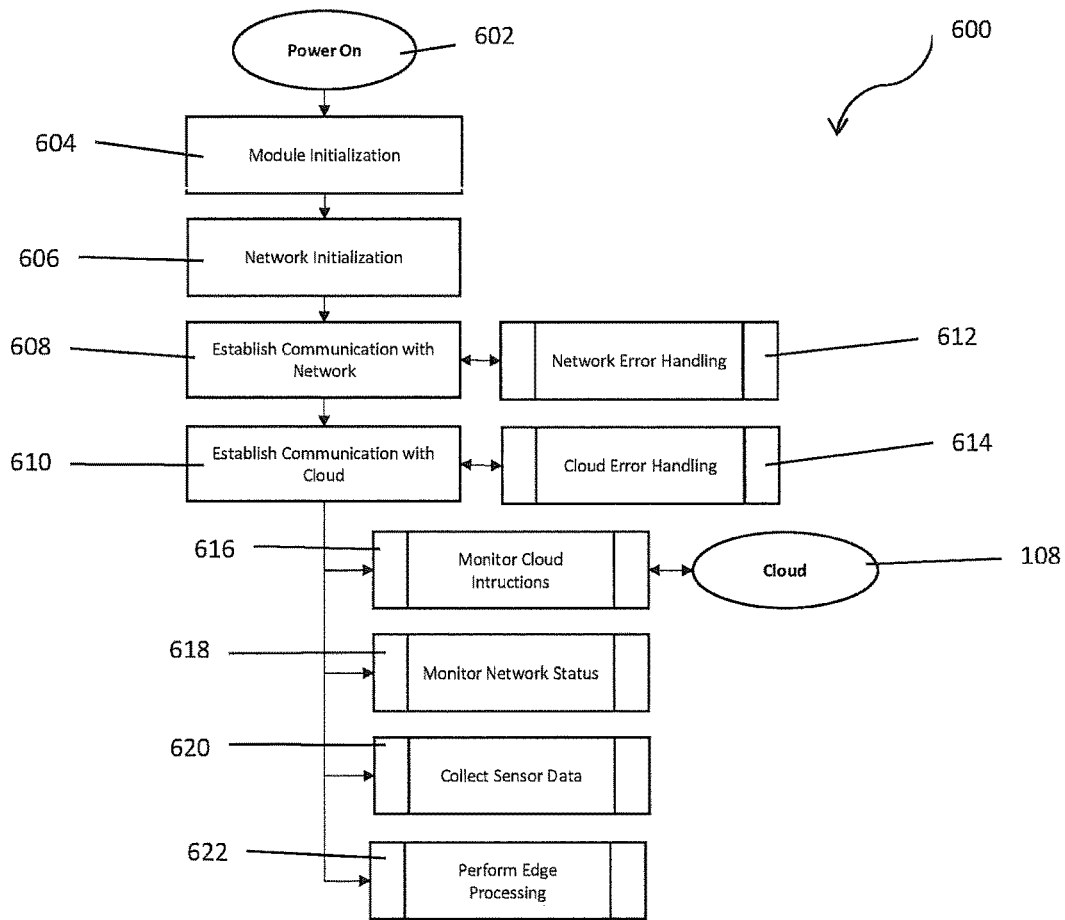 Power On
602
600
604
Module Initialization
606
Network Initialization
608
Establish Communication with
Network
Network Error Handling
612
610
Establish Communication with
Cloud
Cloud Error Handling
614
616
Monitor Cloud
Intructions
Cloud
108
618
Monitor Network Status
620
Collect Sensor Data
622
Perform Edge
Processing